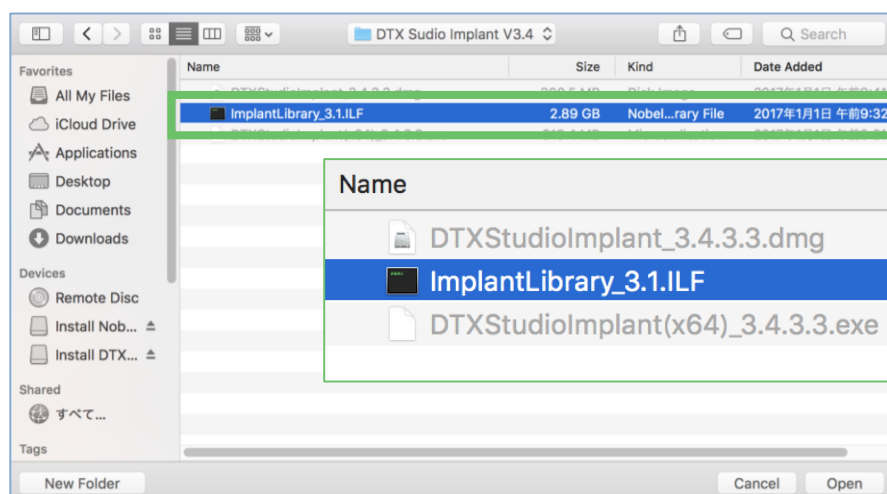 DTX Sudio Implant V3.4
Search
Favorites
All My Files
iCloud Drive
Applications
Desktop
Documents
Downloads
Devices
Remote Disc
Install Nob...
Install DTX...
Shared
すべて...
Tags
Name Size Kind Date Added
ImplantLibrary_3.1.ILF 2.89 GB Nobel...rary File 2017年1月1日 午前9:32
Name
DTXStudioImplant_3.4.3.3.dmg
ImplantLibrary_3.1.ILF
DTXStudioImplant(x64)_3.4.3.3.exe
New Folder Cancel Open